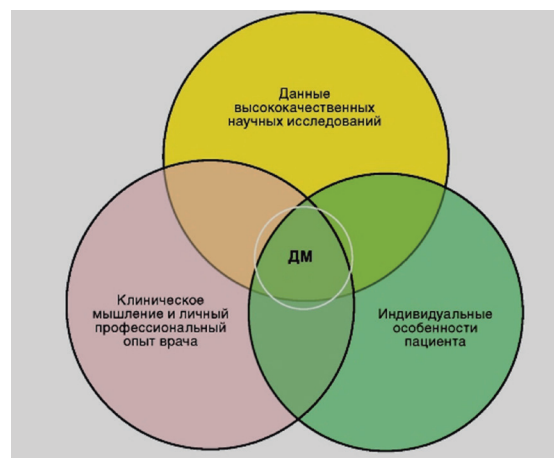 Данные
высококачественных
научных исследований
ДМ
Клиническое
мышление и личный
профессиональный
опыт врача
Индивидуальные
особенности
пациента